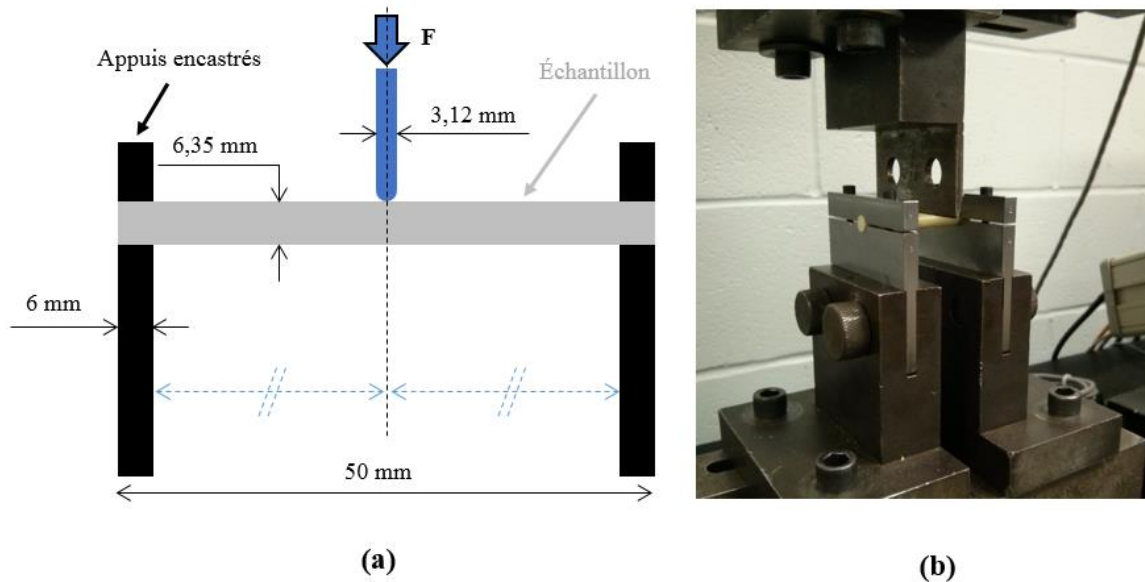 F
Appuis encastrés
Échantillon
3,12 mm
6,35 mm
6 mm
50 mm
(a)
(b)